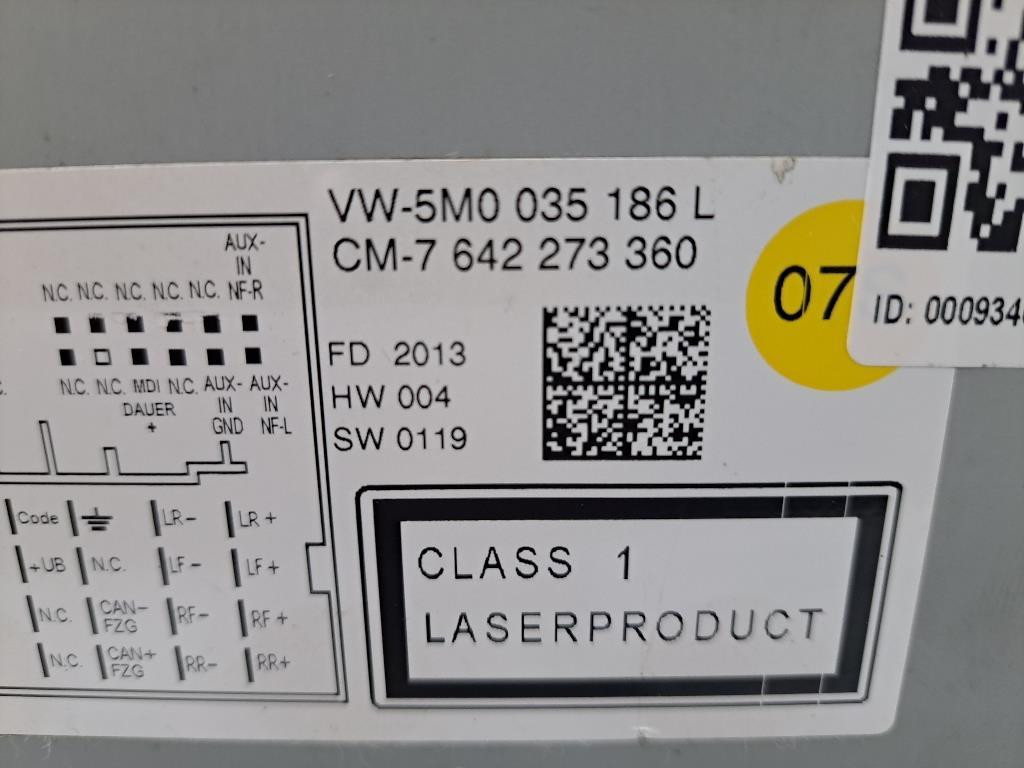 VW-5M0 035 186 L
CM-7 642 273 360
AUX-
IN
N.C. N.C. N.C. N.C. N.C. NF-R
N.C. N.C. MDI N.C. AUX- AUX-
DAUER IN IN
+ GND NF-L
FD 2013
HW 004
SW 0119
07
ID: 000934
Code LR- LR+
+UB N.C. LF- LF+
N.C. CAN- RF- RF+
FZG
N.C. CAN+ RR- RR+
FZG
CLASS 1
LASERPRODUCT